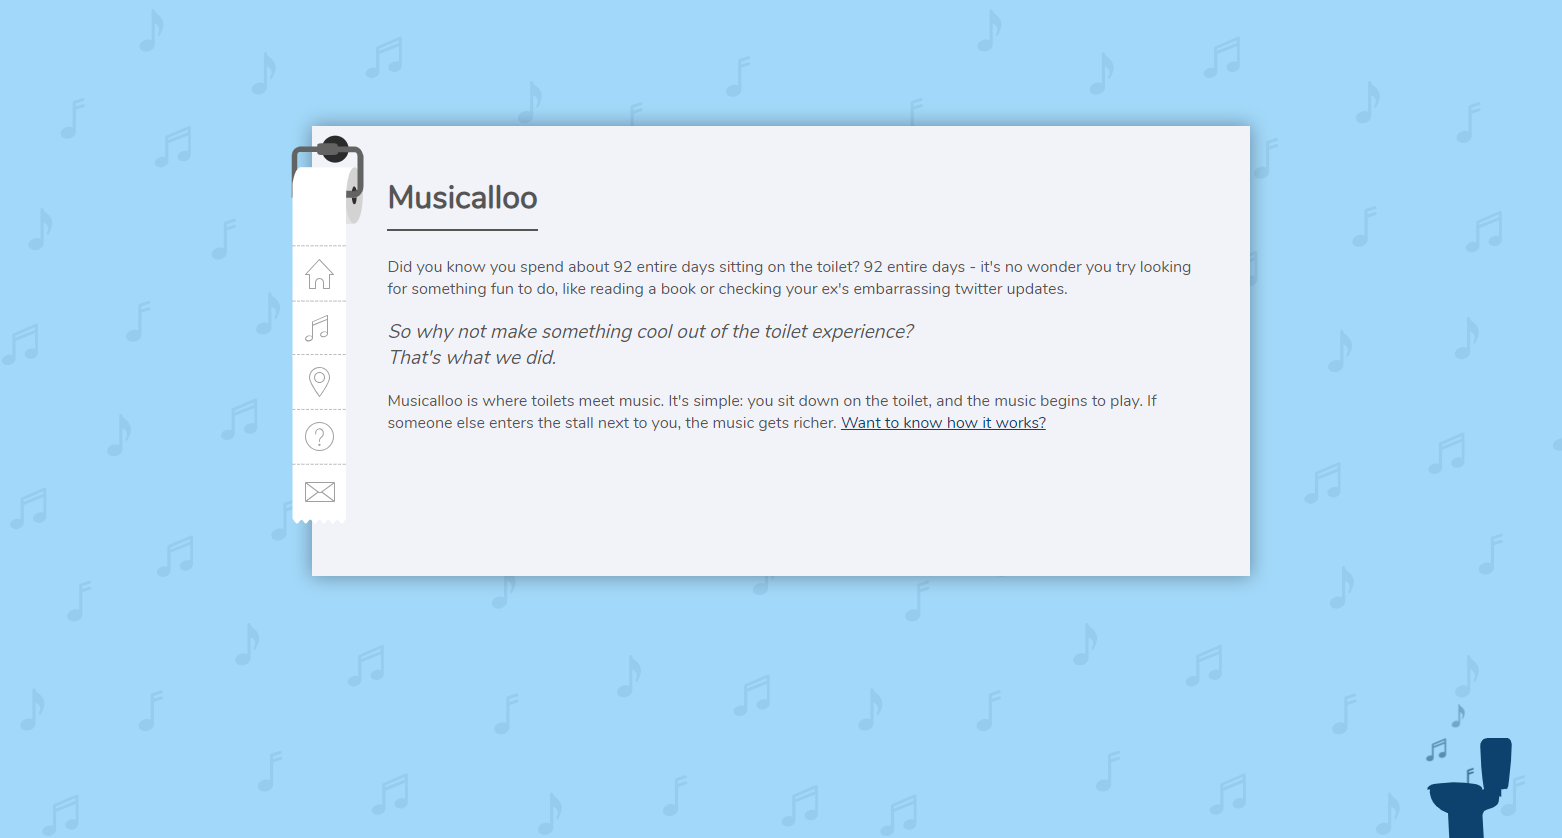 Musicalloo
Did you know you spend about 92 entire days sitting on the toilet? 92 entire days - it's no wonder you try looking
for something fun to do, like reading a book or checking your ex's embarrassing twitter updates.
So why not make something cool out of the toilet experience?
That's what we did.
Musicalloo is where toilets meet music. It's simple: you sit down on the toilet, and the music begins to play. If
someone else enters the stall next to you, the music gets richer. Want to know how it works?